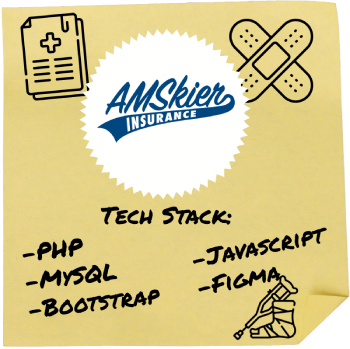 AMSkier
INSURANCE
TECH STACK:
-PHP
-MYSQL
-BOOTSTRAP
-JAVASCRIPT
-FIGMA